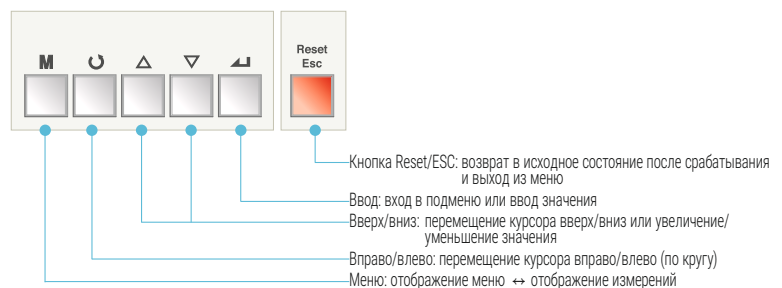 M
Reset
Esc
Кнопка Reset/ESC: возврат в исходное состояние после срабатывания
и выход из меню
Ввод: вход в подменю или ввод значения
Вверх/вниз: перемещение курсора вверх/вниз или увеличение/
уменьшение значения
Вправо/влево: перемещение курсора вправо/влево (по кругу)
Меню: отображение меню ↔ отображение измерений